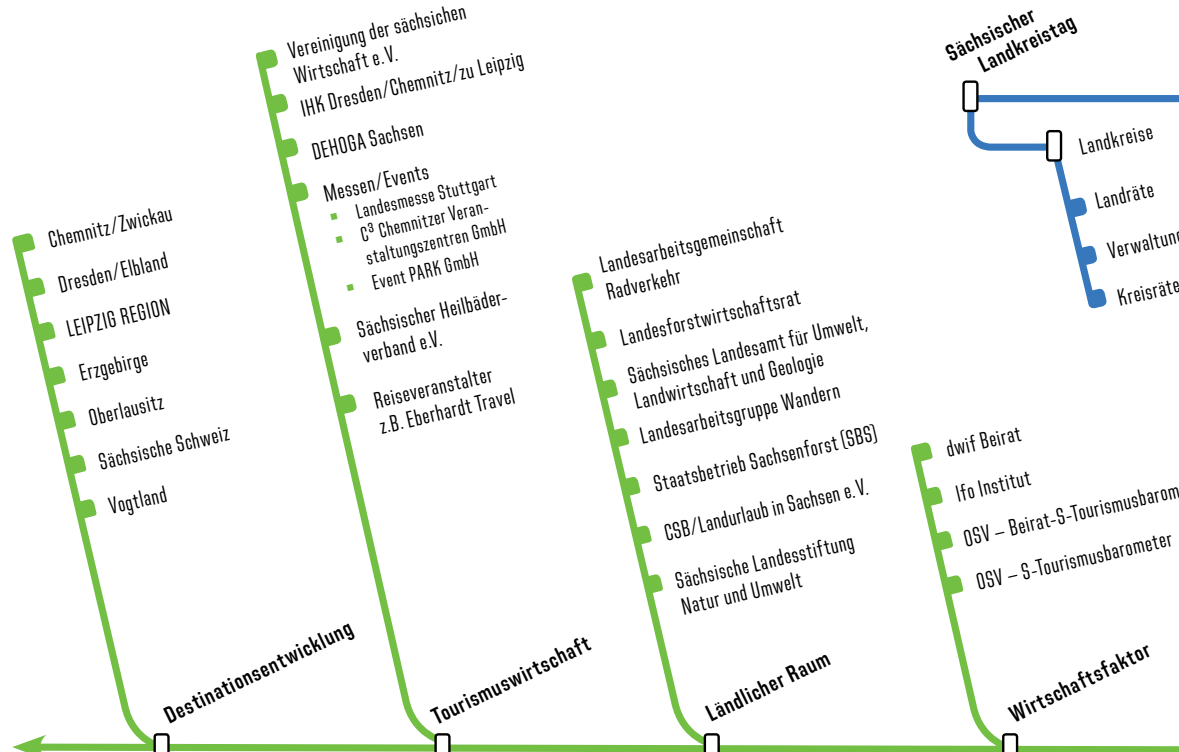 Chemnitz/Zwickau
Dresden/Elbland
LEIPZIG REGION
Erzgebirge
Oberlausitz
Sächsische Schweiz
Vogtland
Destinationsentwicklung
Vereinigung der sächsichen
Wirtschaft e. V.
IHK Dresden/Chemnitz/zu Leipzig
DEHOGA Sachsen
Messen/Events
Landesmesse Stuttgart
C³ Chemnitzer Veran-
staltungszentren GmbH
Event PARK GmbH
Sächsischer Heilbäder-
verband e.V.
Reiseveranstalter
z.B. Eberhardt Travel
Tourismuswirtschaft
Landesarbeitsgemeinschaft
Radverkehr
Landesforstwirtschaftsrat
Sächsisches Landesamt für Umwelt,
Landwirtschaft und Geologie
Landesarbeitsgruppe Wandern
Staatsbetrieb Sachsenforst (SBS)
CSB/Landurlaub in Sachsen e. V.
Sächsische Landesstiftung
Natur und Umwelt
Ländlicher Raum
Sächsischer
Landkreistag
Landkreise
Landräte
Verwaltung
Kreisräte
dwif Beirat
Ifo Institut
OSV – Beirat-S-Tourismusbarom
OSV – S-Tourismusbarometer
Wirtschaftsfaktor